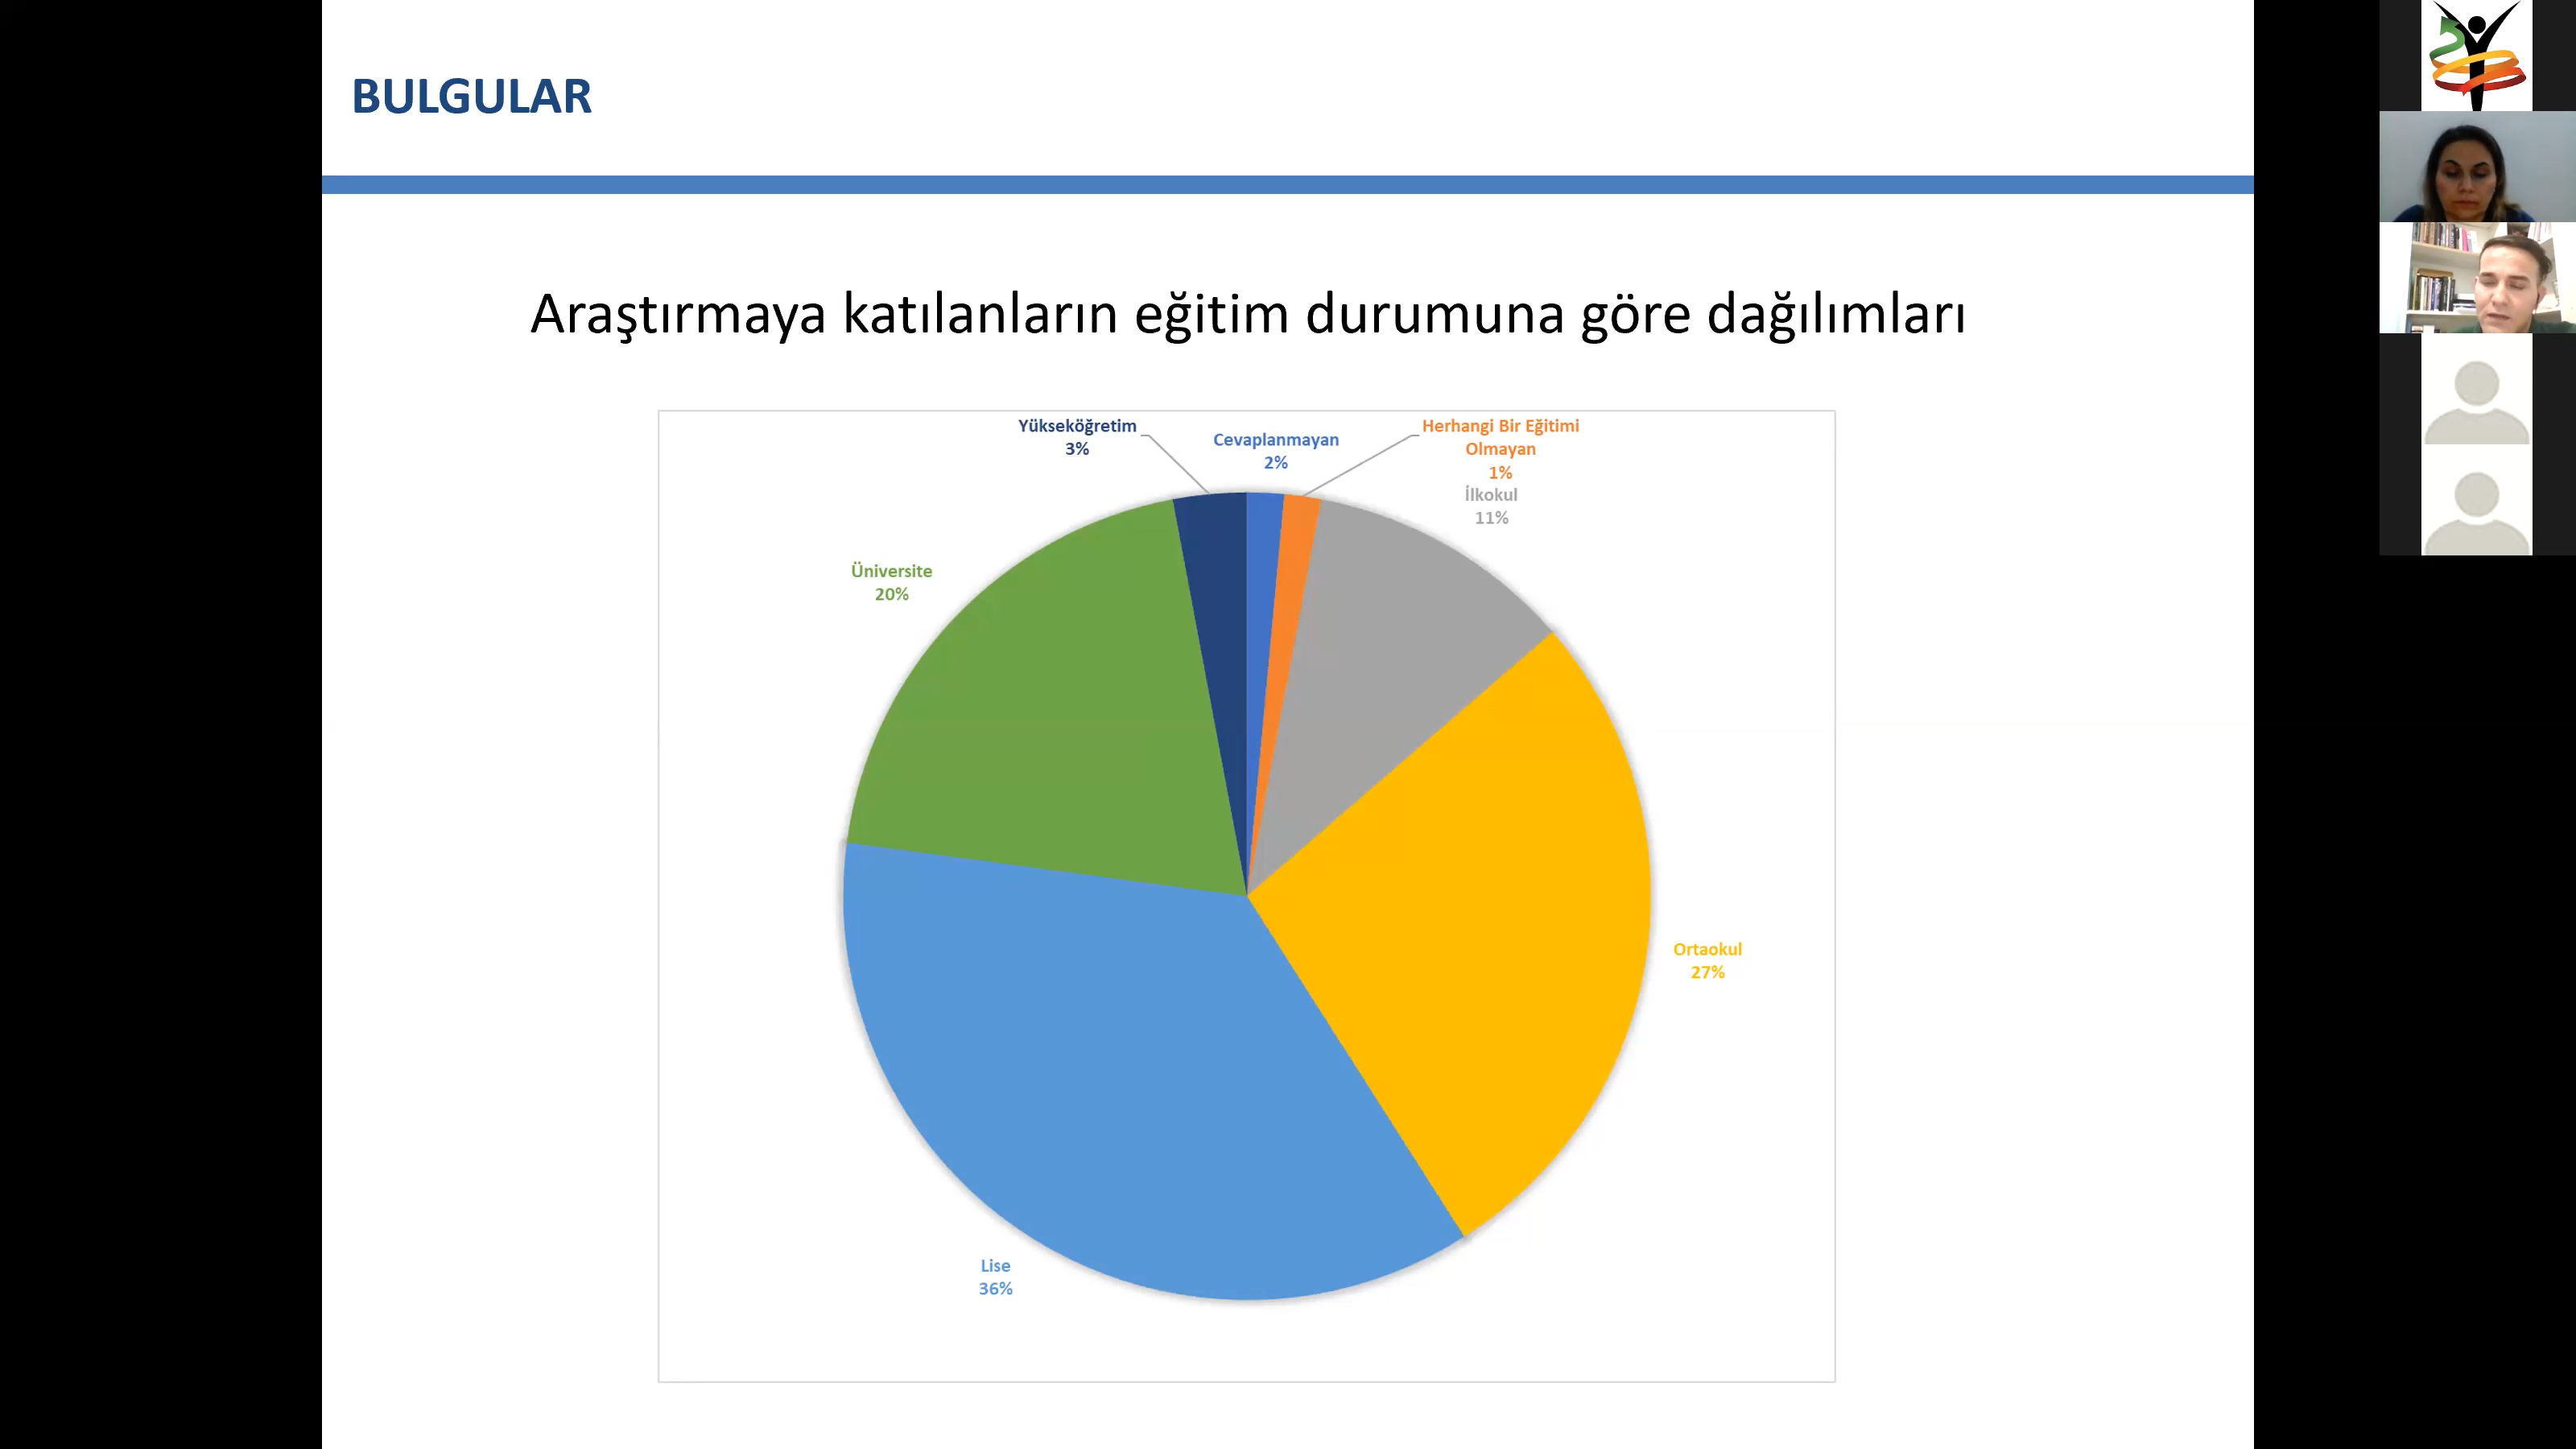 BULGULAR
Araştırmaya katılanların eğitim durumuna göre dağılımları
Yükseköğretim
3%
Cevaplanmayan
2%
Herhangi Bir Eğitimi
Olmayan
1%
İlkokul
11%
Üniversite
20%
Ortaokul
27%
Lise
36%